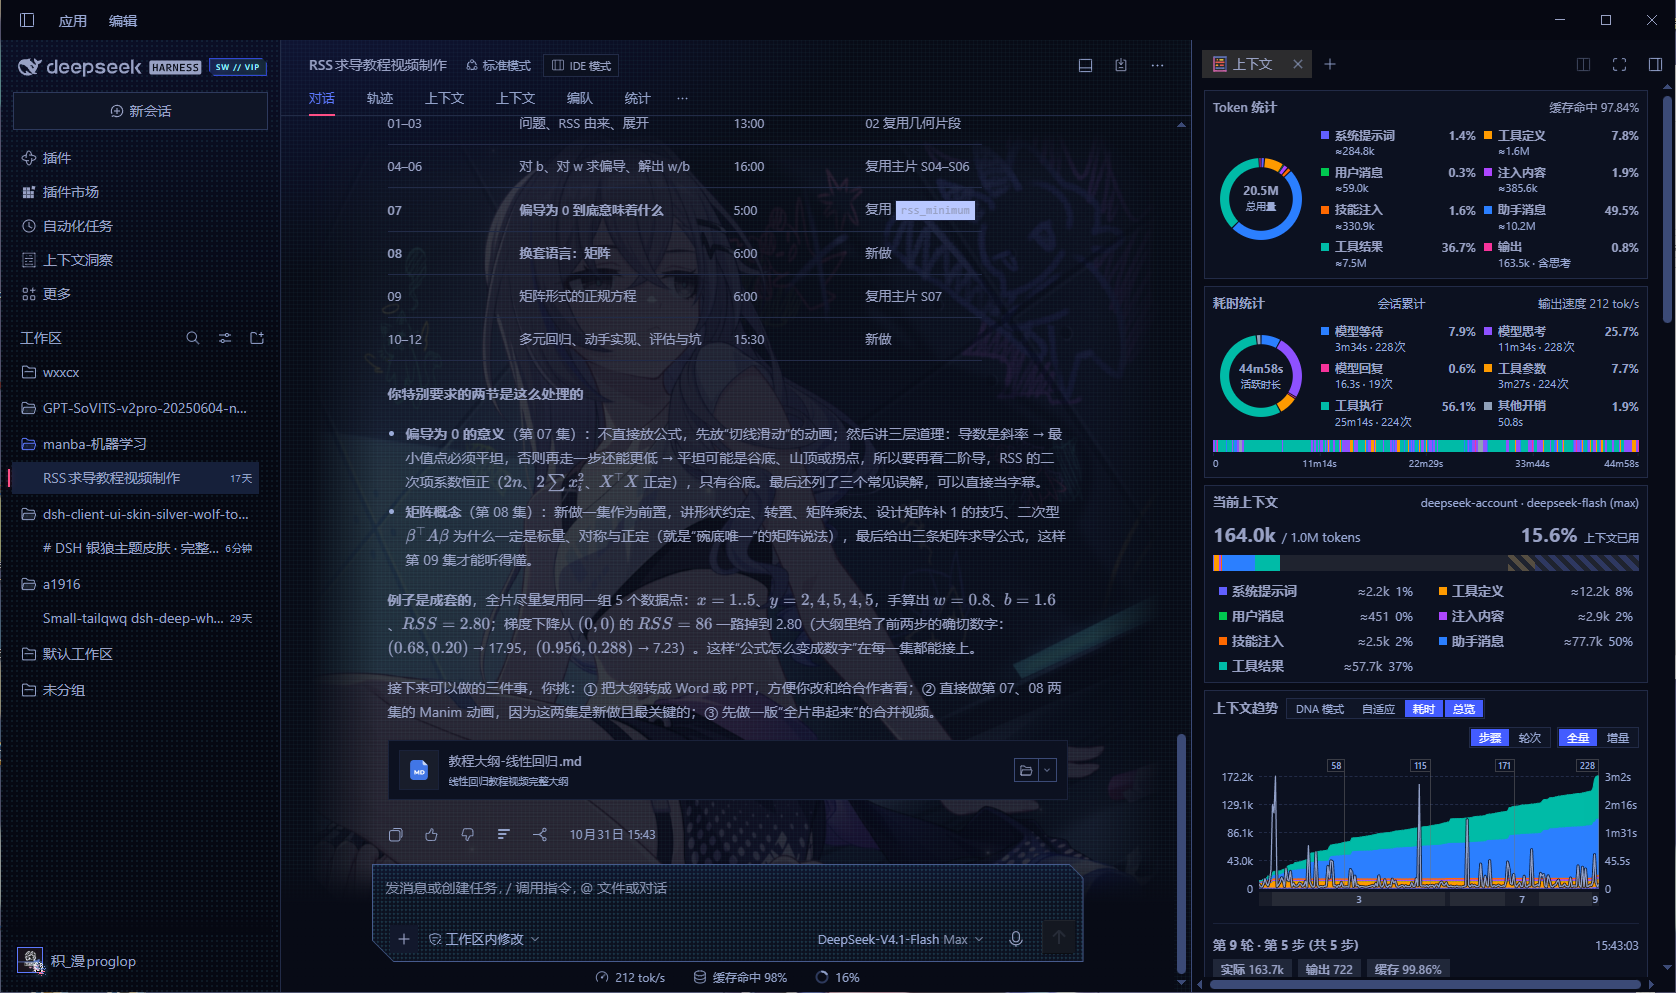 应用 编辑
deepseek HARNESS SW // VIP
新会话
插件
插件市场
自动化任务
上下文洞察
更多
工作区
wxxcx
GPT-SoVITS-v2pro-20250604-n...
manba-机器学习
RSS求导教程视频制作 17天
dsh-client-ui-skin-silver-wolf-to...
# DSH 银狼主题皮肤 · 完整... 6分钟
a1916
Small-tailqwq dsh-deep-wh... 29天
默认工作区
未分组
积_漫proglop
RSS求导教程视频制作 标准模式 IDE 模式
对话 轨迹 上下文 上下文 编队 统计 ...
01–03 问题、RSS 由来、展开 13:00 02 复用几何片段
04–06 对 b、对 w 求偏导、解出 w/b 16:00 复用主片 S04–S06
07 偏导为 0 到底意味着什么 5:00 复用 rss_minimum
08 换套语言：矩阵 6:00 新做
09 矩阵形式的正规方程 6:00 复用主片 S07
10–12 多元回归、动手实现、评估与坑 15:30 新做
你特别要求的两节是这么处理的
• 偏导为 0 的意义（第 07 集）：不直接放公式，先放“切线滑动”的动画；然后讲三层道理：导数是斜率 → 最
小值点必须平坦，否则再走一步还能更低 → 平坦可能是谷底、山顶或拐点，所以要再看二阶导，RSS 的二
次项系数恒正（2n、2∑x_i²、X⊤X 正定），只有谷底。最后还列了三个常见误解，可以直接当字幕。
• 矩阵概念（第 08 集）：新做一集作为前置，讲形状约定、转置、矩阵乘法、设计矩阵补 1 的技巧、二次型
β⊤Aβ 为什么一定是标量、对称与正定（就是“碗底唯一”的矩阵说法），最后给出三条矩阵求导公式，这样
第 09 集才能听得懂。
例子是成套的，全片尽量复用同一组 5 个数据点：x = 1..5、y = 2, 4, 5, 4, 5，手算出 w = 0.8、b = 1.6
、RSS = 2.80；梯度下降从 (0, 0) 的 RSS = 86 一路掉到 2.80（大纲里给了前两步的确切数字：
(0.68, 0.20) → 17.95，(0.956, 0.288) → 7.23）。这样“公式怎么变成数字”在每一集都能接上。
接下来可以做的三件事，你挑：① 把大纲转成 Word 或 PPT，方便你改和给合作者看；② 直接做第 07、08 两
集的 Manim 动画，因为这两集是新做且最关键的；③ 先做一版“全片串起来”的合并视频。
MD 教程大纲-线性回归.md
线性回归教程视频完整大纲
10月31日 15:43
发消息或创建任务, / 调用指令, @ 文件或对话
工作区内修改 DeepSeek-V4.1-Flash Max
212 tok/s 缓存命中 98% 16%
上下文
Token 统计 缓存命中 97.84%
20.5M
总用量
系统提示词 1.4% 工具定义 7.8%
≈284.8k ≈1.6M
用户消息 0.3% 注入内容 1.9%
≈59.0k ≈385.6k
技能注入 1.6% 助手消息 49.5%
≈330.9k ≈10.2M
工具结果 36.7% 输出 0.8%
≈7.5M 163.5k · 含思考
耗时统计 会话累计 输出速度 212 tok/s
44m58s
活跃时长
模型等待 7.9% 模型思考 25.7%
3m34s · 228次 11m34s · 228次
模型回复 0.6% 工具参数 7.7%
16.3s · 19次 3m27s · 224次
工具执行 56.1% 其他开销 1.9%
25m14s · 224次 50.8s
0 11m14s 22m29s 33m44s 44m58s
当前上下文 deepseek-account · deepseek-flash (max)
164.0k / 1.0M tokens 15.6% 上下文已用
系统提示词 ≈2.2k 1% 工具定义 ≈12.2k 8%
用户消息 ≈451 0% 注入内容 ≈2.9k 2%
技能注入 ≈2.5k 2% 助手消息 ≈77.7k 50%
工具结果 ≈57.7k 37%
上下文趋势 DNA 模式 自适应 耗时 总览
步骤 轮次 全量 增量
58 115 171 228
172.2k 3m2s
129.1k 2m16s
86.1k 1m31s
43.0k 45.5s
0 0
3 7 9
第 9 轮 · 第 5 步 (共 5 步) 15:43:03
实际 163.7k 输出 722 缓存 99.86%